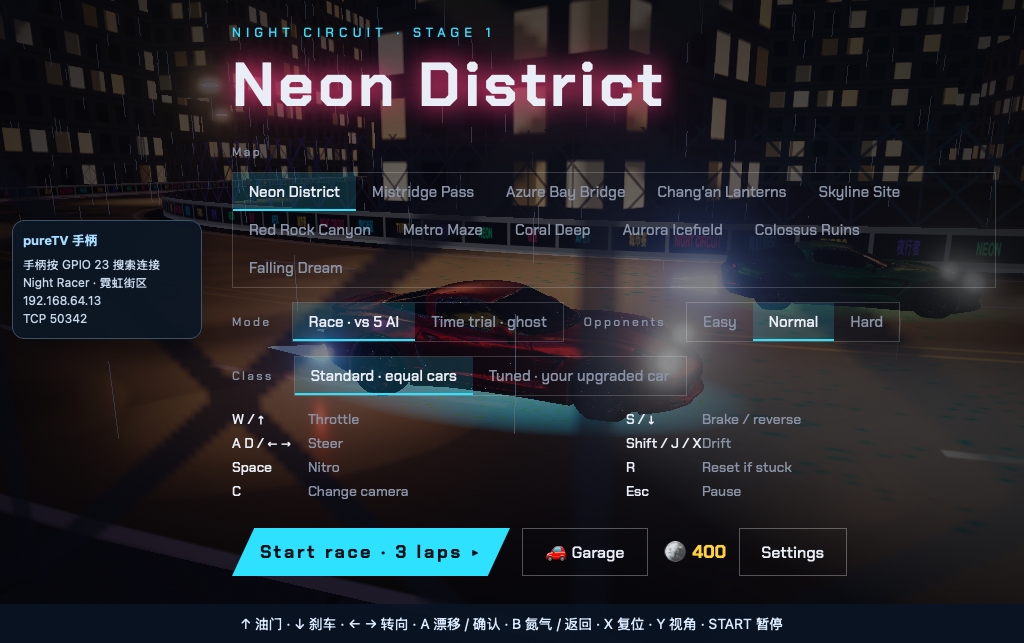 NIGHT CIRCUIT · STAGE 1
Neon District
Map
Neon District Mistridge Pass Azure Bay Bridge Chang'an Lanterns Skyline Site
Red Rock Canyon Metro Maze Coral Deep Aurora Icefield Colossus Ruins
Falling Dream
pureTV 手柄
手柄按 GPIO 23 搜索连接
Night Racer · 霓虹街区
192.168.64.13
TCP 50342
夜行者
NEON
NIGHT CIRCUIT
Mode Race · vs 5 AI Time trial · ghost Opponents Easy Normal Hard
Class Standard · equal cars Tuned · your upgraded car
W / ↑ Throttle S / ↓ Brake / reverse
A D / ← → Steer Shift / J / X Drift
Space Nitro R Reset if stuck
C Change camera Esc Pause
Start race · 3 laps ▸ Garage 400 Settings
↑ 油门 · ↓ 刹车 · ← → 转向 · A 漂移 / 确认 · B 氮气 / 返回 · X 复位 · Y 视角 · START 暂停